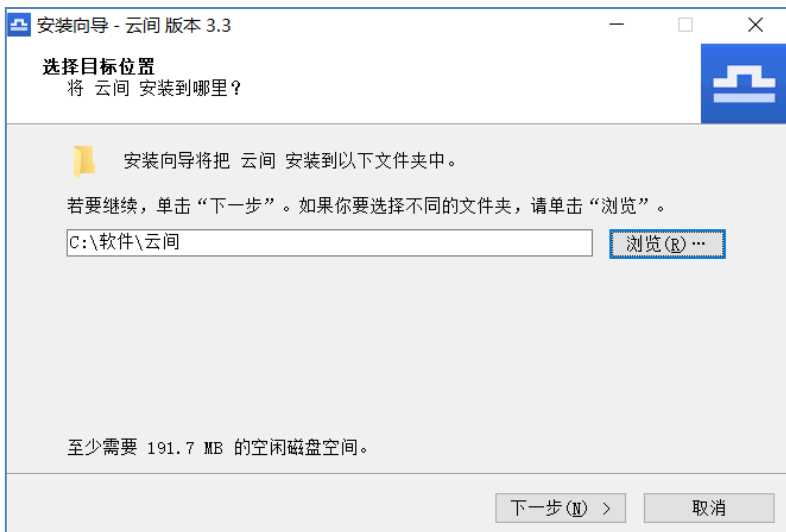 安装向导 - 云间 版本 3.3
选择目标位置
将 云间 安装到哪里？
安装向导将把 云间 安装到以下文件夹中。
若要继续，单击“下一步”。如果你要选择不同的文件夹，请单击“浏览”。
C:\软件\云间
浏览(R)…
至少需要 191.7 MB 的空闲磁盘空间。
下一步(N) >
取消